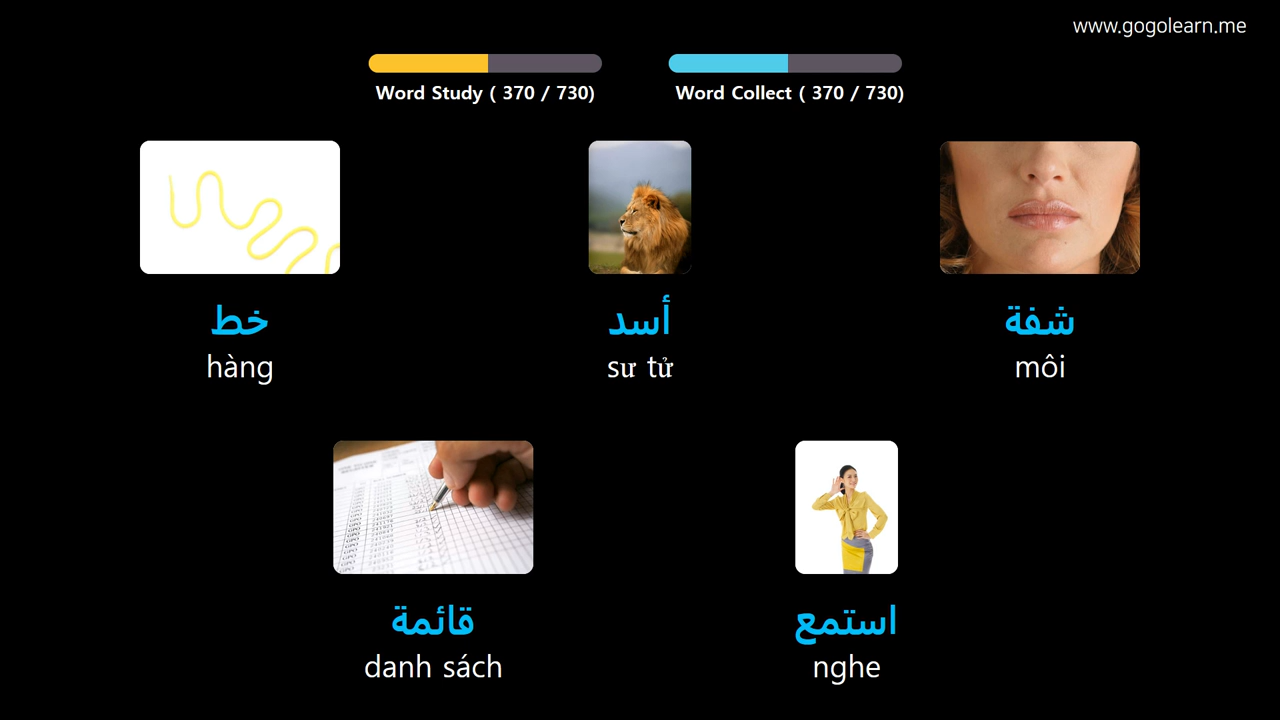 www.gogolearn.me
Word Study ( 370 / 730)
Word Collect ( 370 / 730)
خط
hàng
أسد
sư tử
شفة
môi
قائمة
danh sách
استمع
nghe